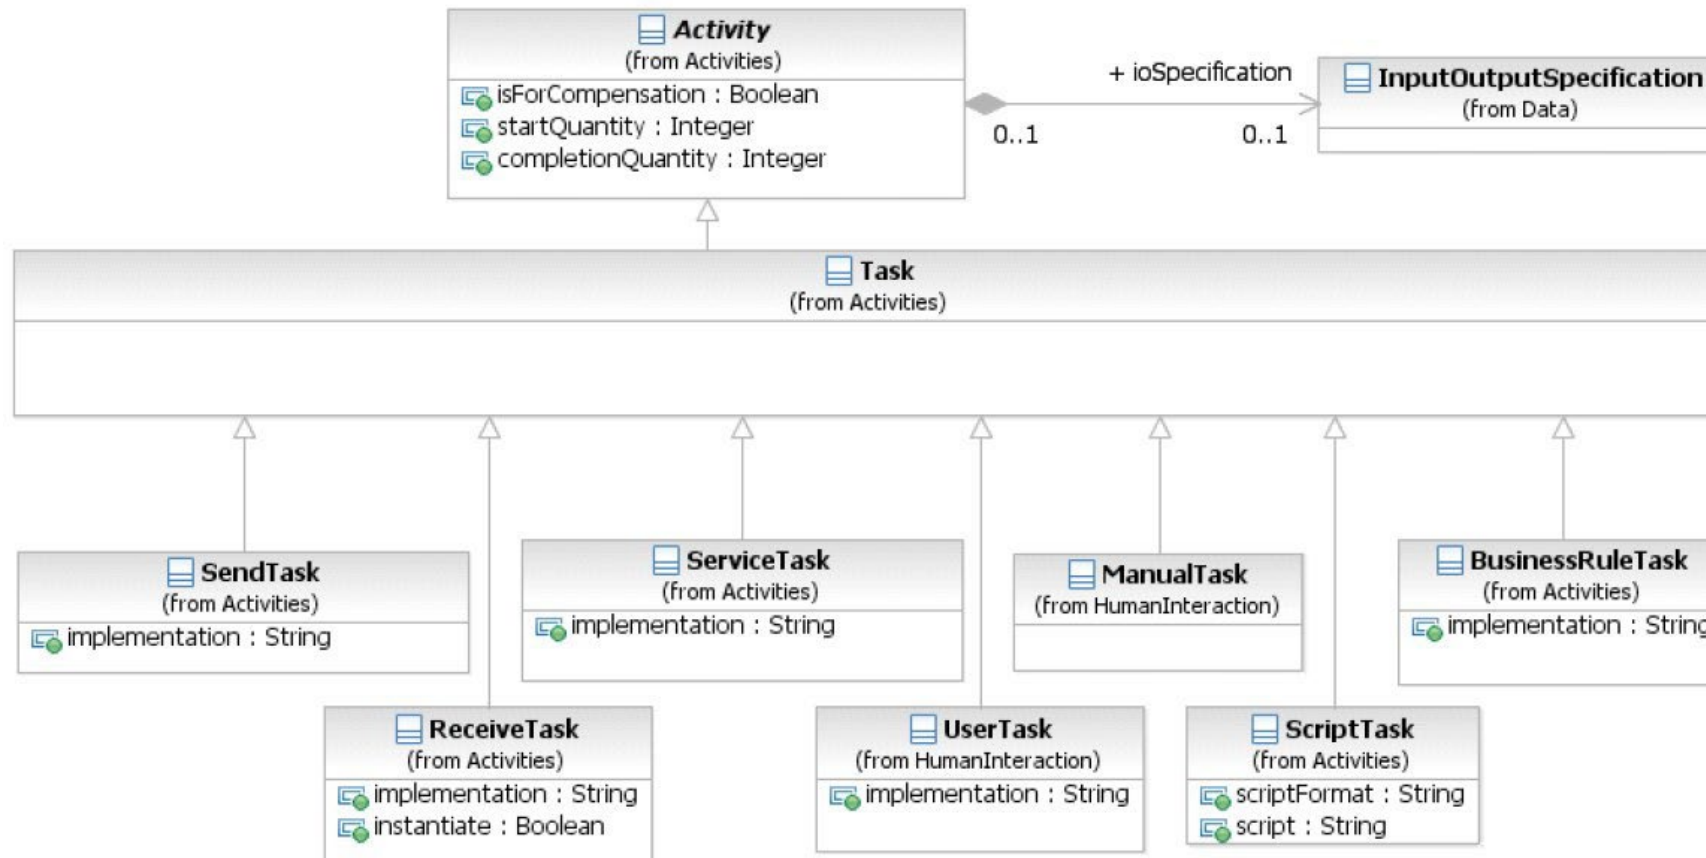 Activity
(from Activities)
isForCompensation : Boolean
startQuantity : Integer
completionQuantity : Integer
+ ioSpecification
0..1
0..1
InputOutputSpecification
(from Data)
Task
(from Activities)
SendTask
(from Activities)
implementation : String
ServiceTask
(from Activities)
implementation : String
ManualTask
(from HumanInteraction)
BusinessRuleTask
(from Activities)
implementation : String
ReceiveTask
(from Activities)
implementation : String
instantiate : Boolean
UserTask
(from HumanInteraction)
implementation : String
ScriptTask
(from Activities)
scriptFormat : String
script : String